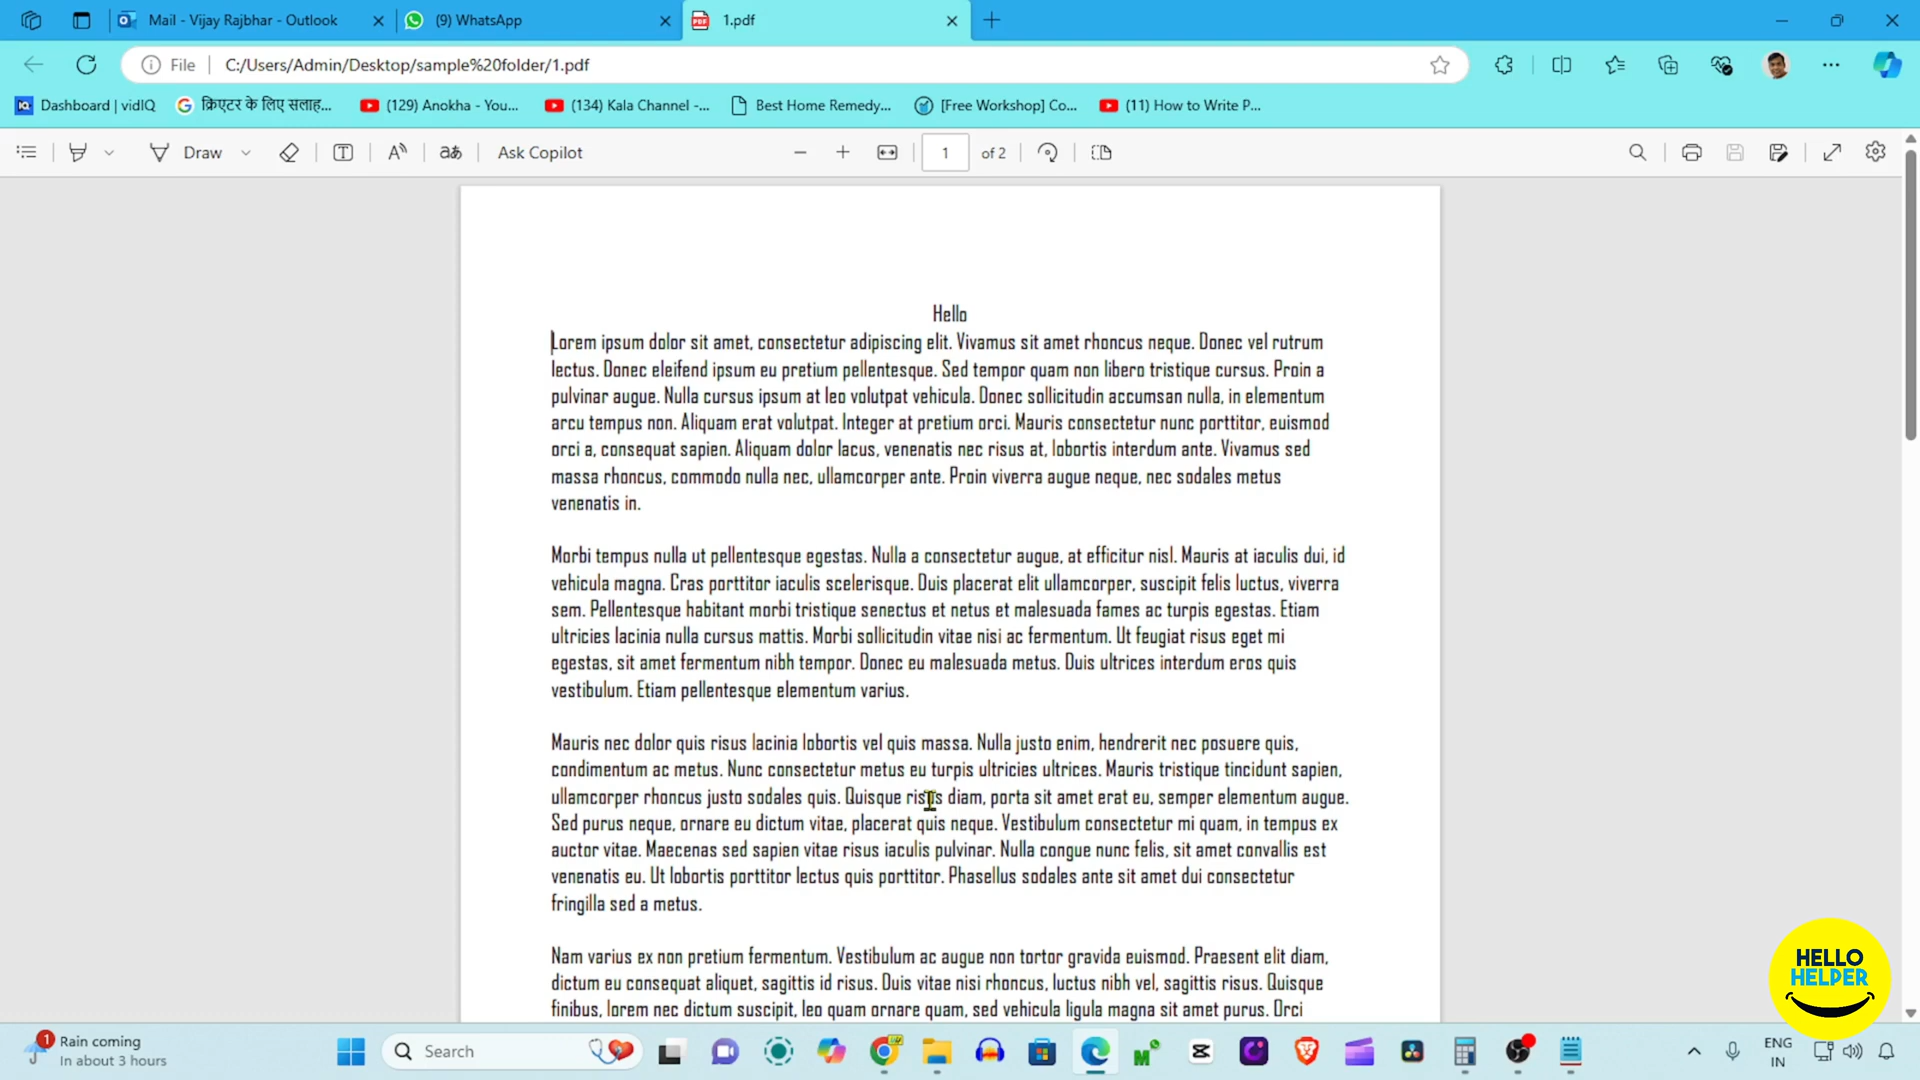 Mail - Vijay Rajbhar - Outlook
(9) WhatsApp
1.pdf
File
C:/Users/Admin/Desktop/sample%20folder/1.pdf
Dashboard | vidIQ
क्रिएटर के लिए सलाह...
(129) Anokha - You...
(134) Kala Channel -...
Best Home Remedy...
[Free Workshop] Co...
(11) How to Write P...
Draw
Ask Copilot
1
of 2
Hello
Lorem ipsum dolor sit amet, consectetur adipiscing elit. Vivamus sit amet rhoncus neque. Donec vel rutrum
lectus. Donec eleifend ipsum eu pretium pellentesque. Sed tempor quam non libero tristique cursus. Proin a
pulvinar augue. Nulla cursus ipsum at leo volutpat vehicula. Donec sollicitudin accumsan nulla, in elementum
arcu tempus non. Aliquam erat volutpat. Integer at pretium orci. Mauris consectetur nunc porttitor, euismod
orci a, consequat sapien. Aliquam dolor lacus, venenatis nec risus at, lobortis interdum ante. Vivamus sed
massa rhoncus, commodo nulla nec, ullamcorper ante. Proin viverra augue neque, nec sodales metus
venenatis in.
Morbi tempus nulla ut pellentesque egestas. Nulla a consectetur augue, at efficitur nisl. Mauris at iaculis dui, id
vehicula magna. Cras porttitor iaculis scelerisque. Duis placerat elit ullamcorper, suscipit felis luctus, viverra
sem. Pellentesque habitant morbi tristique senectus et netus et malesuada fames ac turpis egestas. Etiam
ultricies lacinia nulla cursus mattis. Morbi sollicitudin vitae nisi ac fermentum. Ut feugiat risus eget mi
egestas, sit amet fermentum nibh tempor. Donec eu malesuada metus. Duis ultrices interdum eros quis
vestibulum. Etiam pellentesque elementum varius.
Mauris nec dolor quis risus lacinia lobortis vel quis massa. Nulla justo enim, hendrerit nec posuere quis,
condimentum ac metus. Nunc consectetur metus eu turpis ultricies ultrices. Mauris tristique tincidunt sapien,
ullamcorper rhoncus justo sodales quis. Quisque risus diam, porta sit amet erat eu, semper elementum augue.
Sed purus neque, ornare eu dictum vitae, placerat quis neque. Vestibulum consectetur mi quam, in tempus ex
auctor vitae. Maecenas sed sapien vitae risus iaculis pulvinar. Nulla congue nunc felis, sit amet convallis est
venenatis eu. Ut lobortis porttitor lectus quis porttitor. Phasellus sodales ante sit amet dui consectetur
fringilla sed a metus.
Nam varius ex non pretium fermentum. Vestibulum ac augue non tortor gravida euismod. Praesent elit diam,
dictum eu consequat aliquet, sagittis id risus. Duis vitae nisi rhoncus, luctus nibh vel, sagittis risus. Quisque
finibus, lorem nec dictum suscipit, leo quam ornare quam, sed vehicula ligula magna sit amet purus. Orci
HELLO
HELPER
1
Rain coming
In about 3 hours
Search
ENG
IN